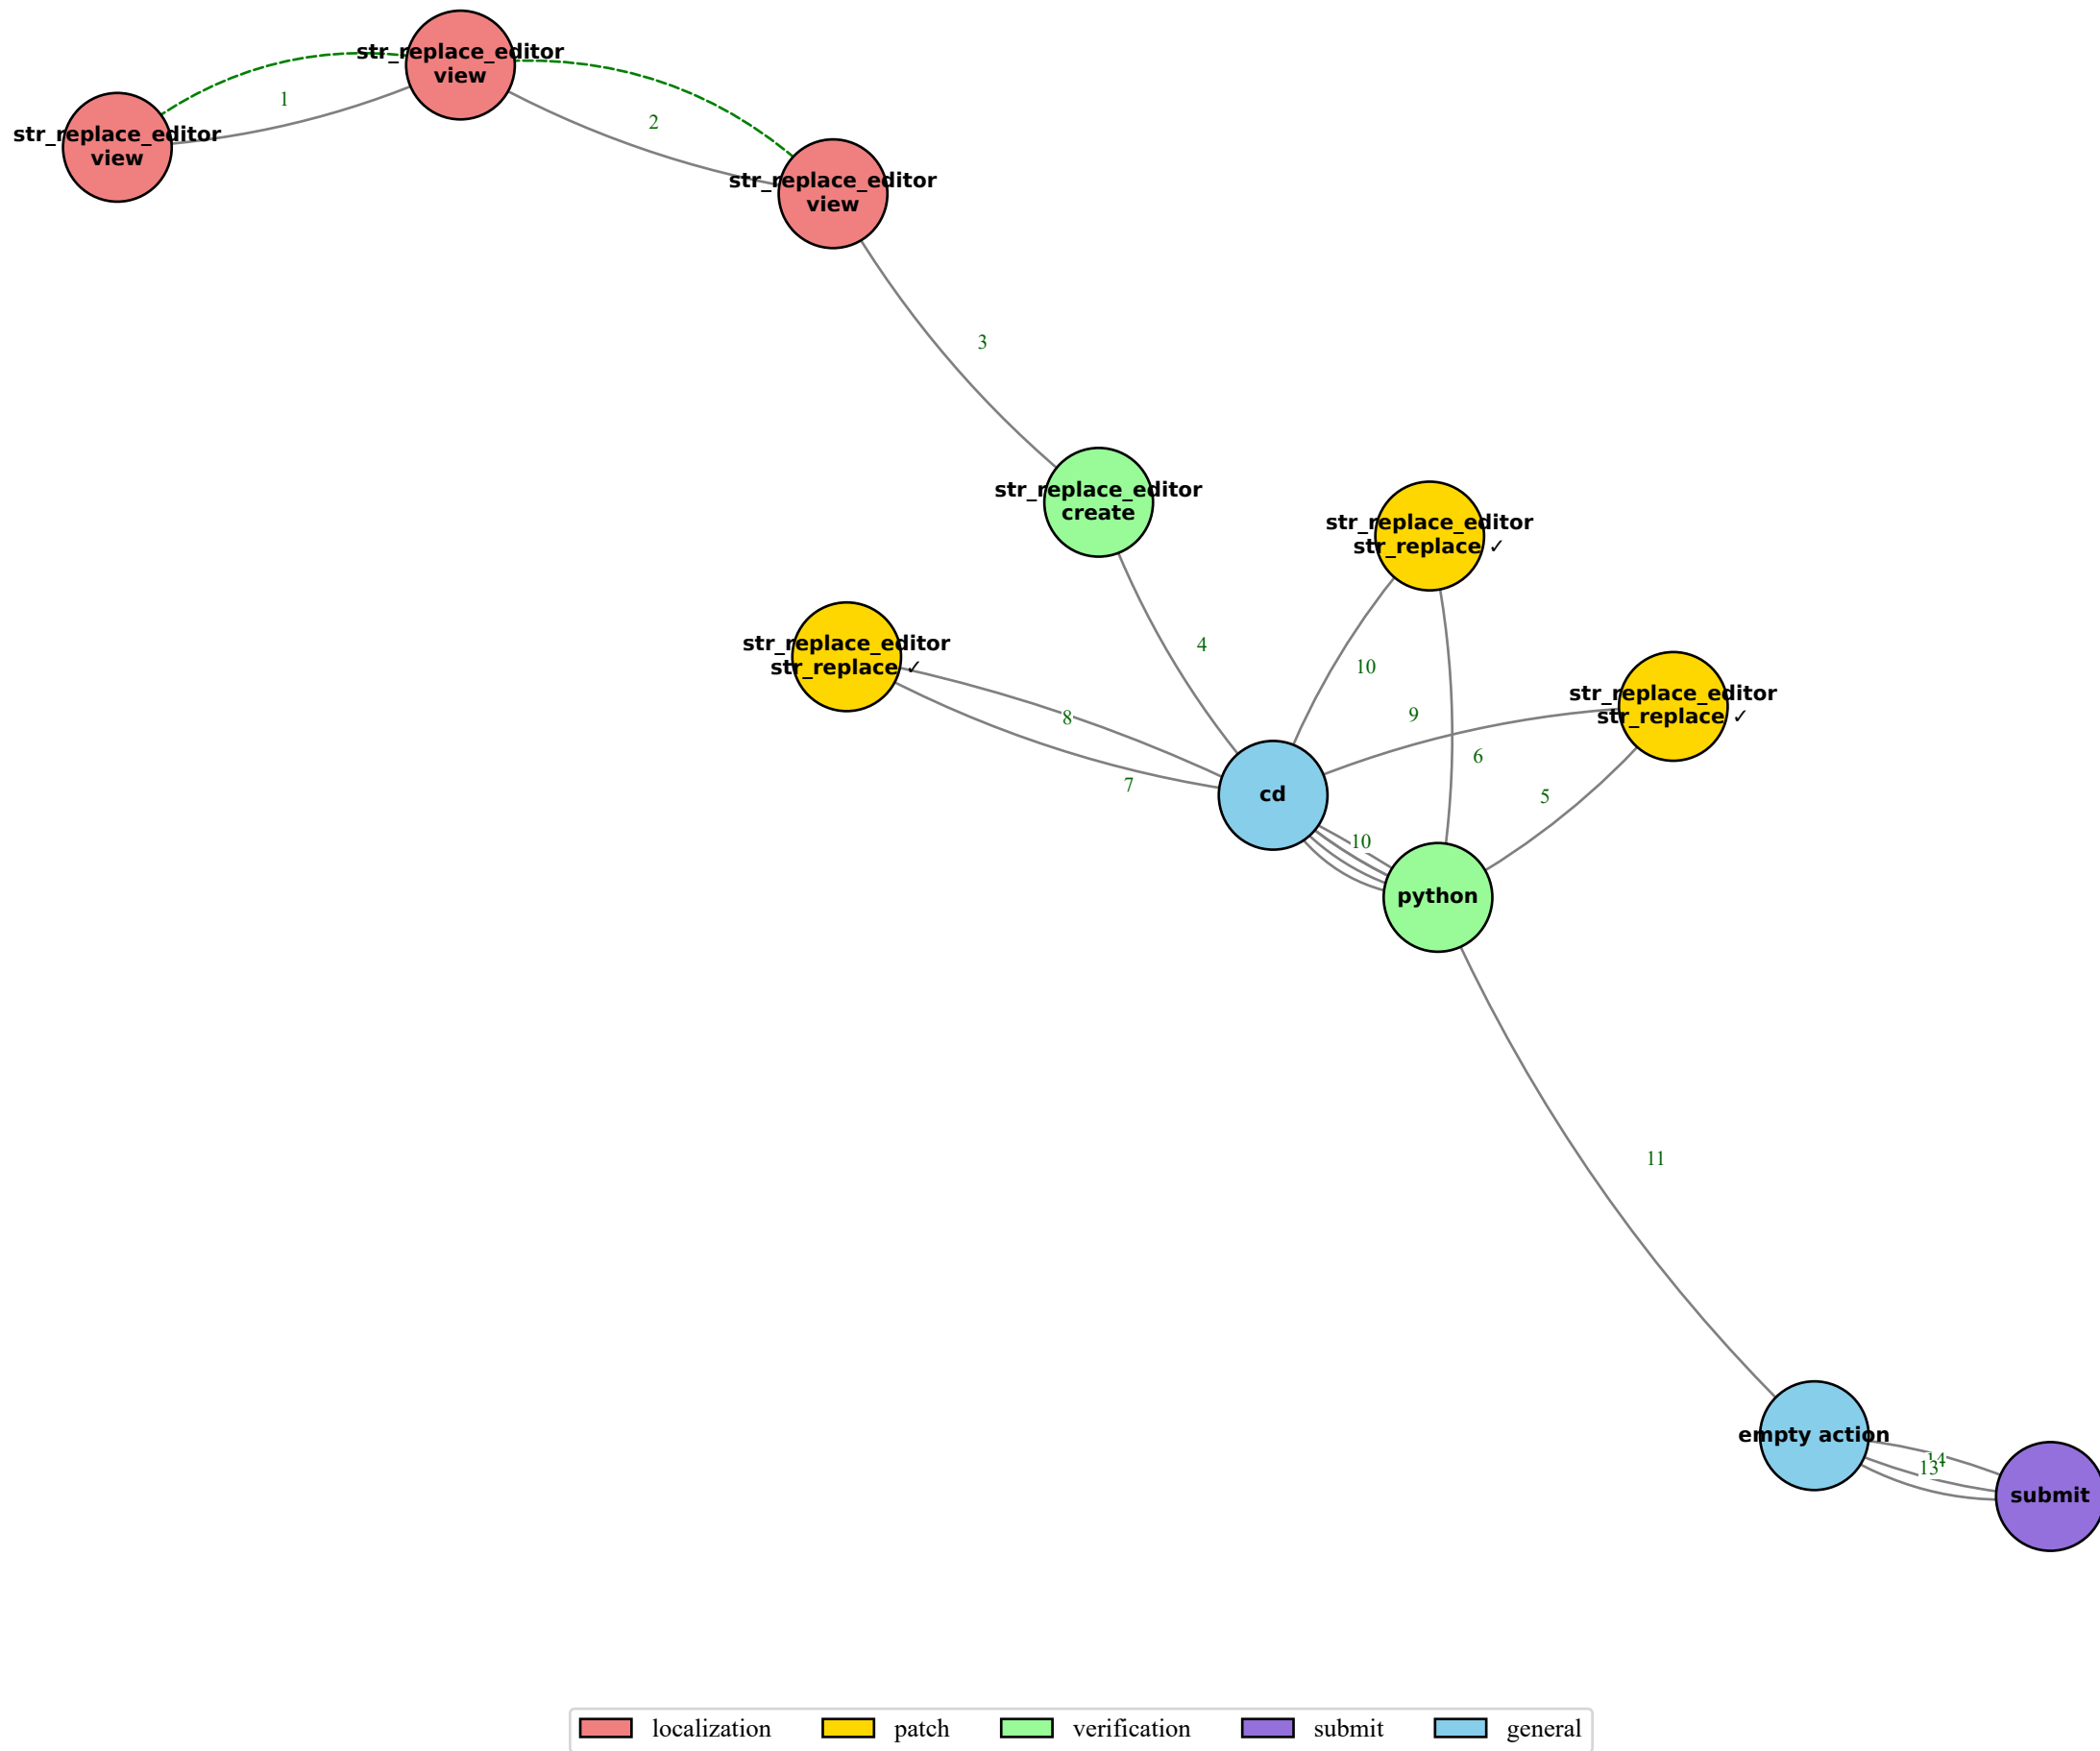 str_replace_editor
view
1
str_replace_editor
view
2
str_replace_editor
view
3
str_replace_editor
create
str_replace_editor
str_replace ✓
4
str_replace_editor
str_replace ✓
10
str_replace_editor
str_replace ✓
8
9
6
7
5
cd
10
python
11
empty action
14
13
submit
localization
patch
verification
submit
general